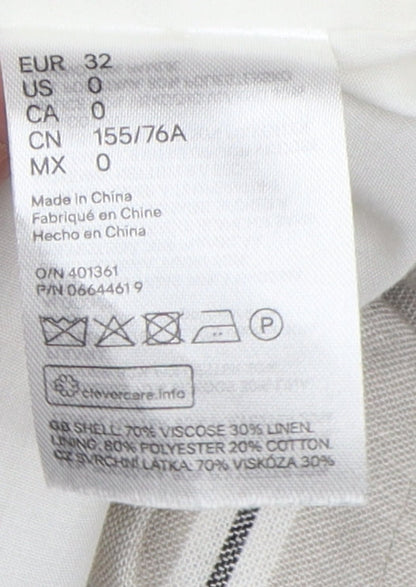 EUR 32
US 0
CA 0
CN 155/76A
MX 0
Made in China
Fabriqué en Chine
Hecho en China
O/N 401361
P/N 0664461 9
P
clevercare.info
GB SHELL: 70% VISCOSE 30% LINEN.
LINING, 80% POLYESTER 20% COTTON.
CZ SVRCHNÍ LÁTKA: 70% VISKÓZA 30%